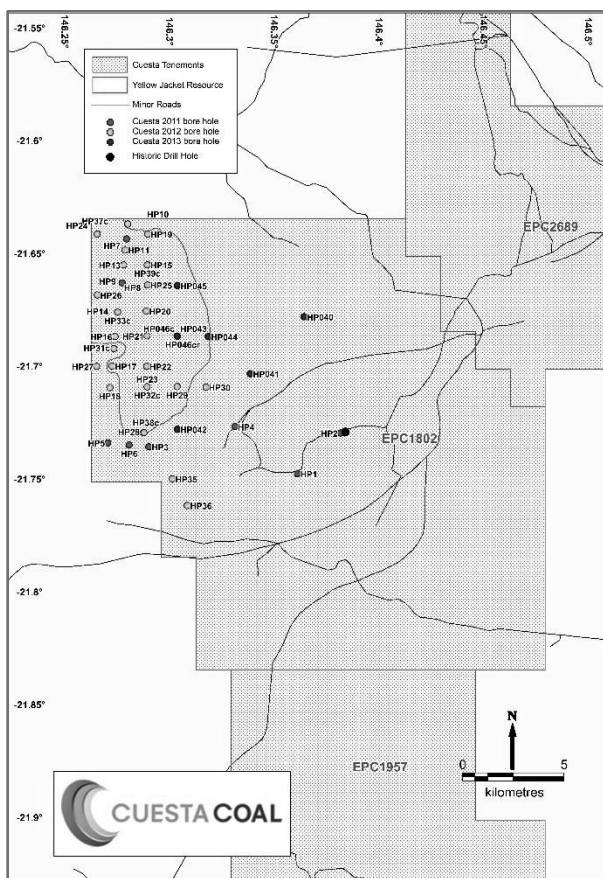 146.25°
146.3°
146.35°
146.4°
146.45°
146.5°
-21.55°
-21.6°
-21.65°
-21.7°
-21.75°
-21.8°
-21.85°
-21.9°
Cuesta Tenements
Yellow Jacket Resource
Minor Roads
Cuesta 2011 bore hole
Cuesta 2012 bore hole
Cuesta 2013 bore hole
Historic Drill Hole
HP37c
HP10
HP24
HP19
HP7
HP11
HP13
HP15
HP39c
HP9
HP8
HP25
HP045
HP26
HP14
HP20
HP33c
HP040
HP16
HP21
HP046c
HP043
HP044
HP31c
HP046cr
HP27
HP17
HP22
HP041
HP23
HP18
HP32c
HP29
HP30
HP38c
HP28
HP042
HP4
HP5
HP6
HP3
HP1
HP35
HP36
EPC2689
EPC1802
EPC1957
N
0 5
kilometres
CUESTA COAL